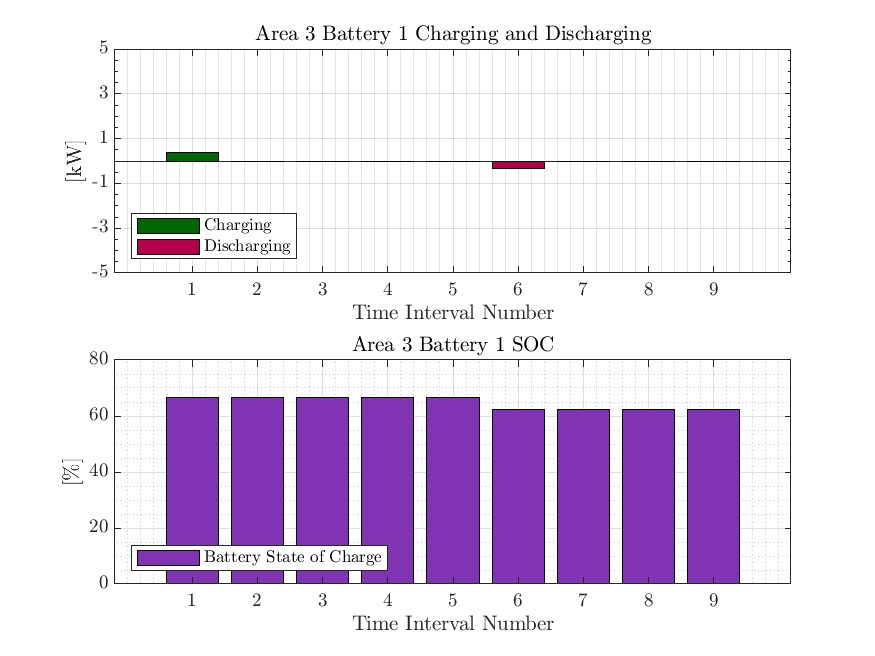 Area 3 Battery 1 Charging and Discharging
5
3
1
-1
-3
-5
[kW]
Charging
Discharging
1 2 3 4 5 6 7 8 9
Time Interval Number
Area 3 Battery 1 SOC
80
60
40
20
0
[%]
Battery State of Charge
1 2 3 4 5 6 7 8 9
Time Interval Number